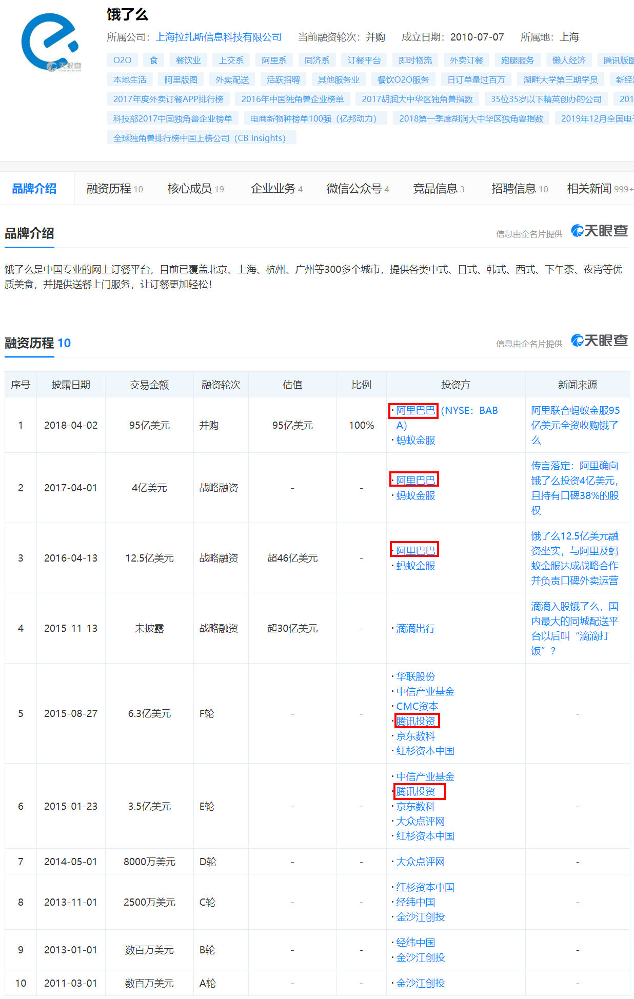 饿了么
所属公司：上海拉扎斯信息科技有限公司 当前融资轮次：并购 成立日期：2010-07-07 所属地：上海
天眼查
O2O 食 餐饮业 上交系 阿里系 同济系 订餐平台 即时物流 外卖订餐 跑腿服务 懒人经济 腾讯版图
本地生活 阿里版图 外卖配送 活跃招聘 其他服务业 餐饮O2O服务 日订单量过百万 湖畔大学第三期学员 新经
2017年度外卖订餐APP排行榜 2016年中国独角兽企业榜单 2017胡润大中华区独角兽指数 35位35岁以下精英创办的公司 201
科技部2017中国独角兽企业榜单 电商新物种榜单100强（亿邦动力） 2018第一季度胡润大中华区独角兽指数 2019年12月全国电
全球独角兽排行榜中国上榜公司（CB Insights）
品牌介绍 融资历程 10 核心成员 19 企业业务 4 微信公众号 4 竞品信息 3 招聘信息 10 相关新闻 999+
品牌介绍 信息由企名片提供 天眼查
饿了么是中国专业的网上订餐平台，目前已覆盖北京、上海、杭州、广州等300多个城市，提供各类中式、日式、韩式、西式、下午茶、夜宵等优
质美食，并提供送餐上门服务，让订餐更加轻松！
融资历程 10 信息由企名片提供 天眼查
序号 披露日期 交易金额 融资轮次 估值 比例 投资方 新闻来源
1 2018-04-02 95亿美元 并购 95亿美元 100%
·阿里巴巴（NYSE：BAB
A）
·蚂蚁金服
阿里联合蚂蚁金服95
亿美元全资收购饿了
么
2 2017-04-01 4亿美元 战略融资 - -
·阿里巴巴
·蚂蚁金服
传言落定：阿里确向
饿了么投资4亿美元，
且持有口碑38%的股
权
3 2016-04-13 12.5亿美元 战略融资 超46亿美元 -
·阿里巴巴
·蚂蚁金服
饿了么12.5亿美元融
资坐实，与阿里及蚂
蚁金服达成战略合作
并负责口碑外卖运营
4 2015-11-13 未披露 战略融资 超30亿美元 -
·滴滴出行
滴滴入股饿了么，国
内最大的同城配送平
台以后叫“滴滴打
饭”？
5 2015-08-27 6.3亿美元 F轮 - -
·华联股份
·中信产业基金
·CMC资本
·腾讯投资
·京东数科
·红杉资本中国
-
6 2015-01-23 3.5亿美元 E轮 - -
·中信产业基金
·腾讯投资
·京东数科
·大众点评网
·红杉资本中国
-
7 2014-05-01 8000万美元 D轮 - - ·大众点评网 -
8 2013-11-01 2500万美元 C轮 - -
·红杉资本中国
·经纬中国
·金沙江创投
-
9 2013-01-01 数百万美元 B轮 - -
·经纬中国
·金沙江创投
-
10 2011-03-01 数百万美元 A轮 - - ·金沙江创投 -